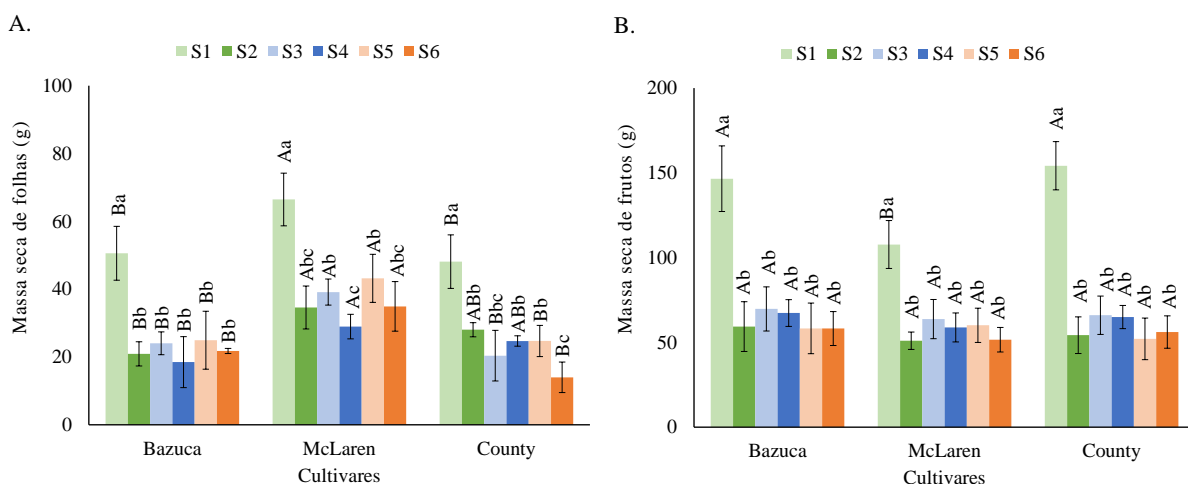 A.
S1 S2 S3 S4 S5 S6
Massa seca de folhas (g)
100
80
60
40
20
0
Ba Bb Bb Bb Bb Bb
Aa Abc Ab Ac Ab Abc
Ba ABb Bbc ABb Bb Bc
Bazuca McLaren County
Cultivares
B.
S1 S2 S3 S4 S5 S6
Massa seca de frutos (g)
200
150
100
50
0
Aa Ab Ab Ab Ab Ab
Ba Ab Ab Ab Ab Ab
Aa Ab Ab Ab Ab Ab
Bazuca McLaren County
Cultivares